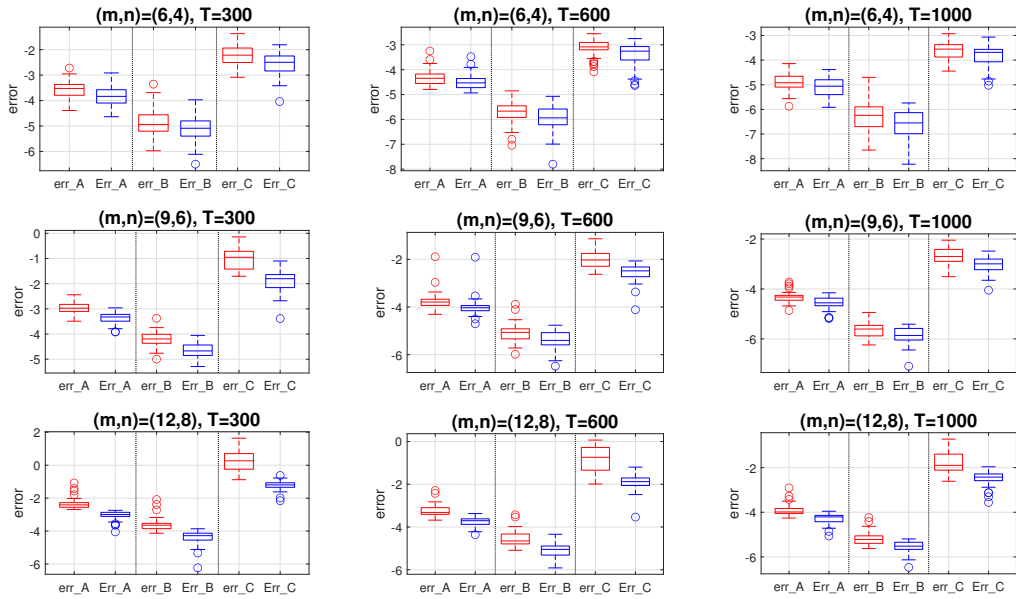 (m,n)=(6,4), T=300
(m,n)=(6,4), T=600
(m,n)=(6,4), T=1000
error
-2
-3
-4
-5
-6
err_A Err_A err_B Err_B err_C Err_C
error
-3
-4
-5
-6
-7
-8
err_A Err_A err_B Err_B err_C Err_C
error
-3
-4
-5
-6
-7
-8
err_A Err_A err_B Err_B err_C Err_C
(m,n)=(9,6), T=300
(m,n)=(9,6), T=600
(m,n)=(9,6), T=1000
error
0
-1
-2
-3
-4
-5
err_A Err_A err_B Err_B err_C Err_C
error
-2
-4
-6
err_A Err_A err_B Err_B err_C Err_C
error
-2
-4
-6
err_A Err_A err_B Err_B err_C Err_C
(m,n)=(12,8), T=300
(m,n)=(12,8), T=600
(m,n)=(12,8), T=1000
error
2
0
-2
-4
-6
err_A Err_A err_B Err_B err_C Err_C
error
0
-2
-4
-6
err_A Err_A err_B Err_B err_C Err_C
error
-2
-4
-6
err_A Err_A err_B Err_B err_C Err_C